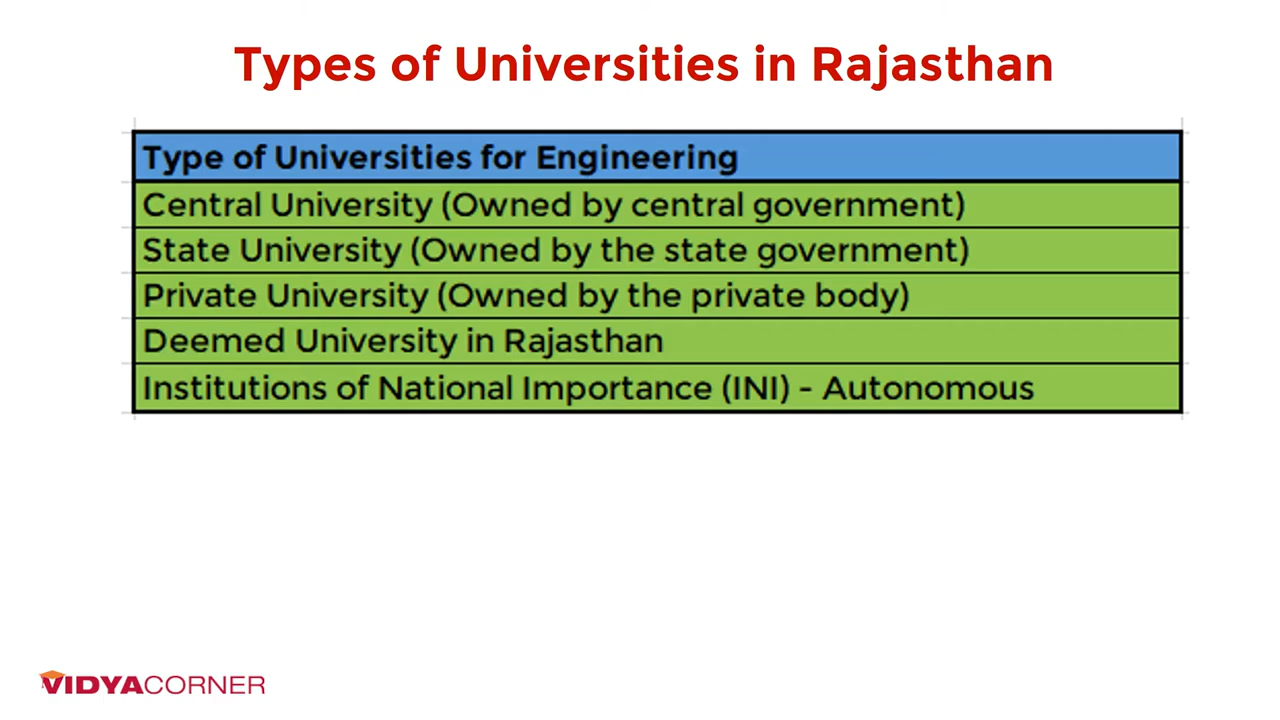 Types of Universities in Rajasthan
Type of Universities for Engineering
Central University (Owned by central government)
State University (Owned by the state government)
Private University (Owned by the private body)
Deemed University in Rajasthan
Institutions of National Importance (INI) - Autonomous
VIDYACORNER